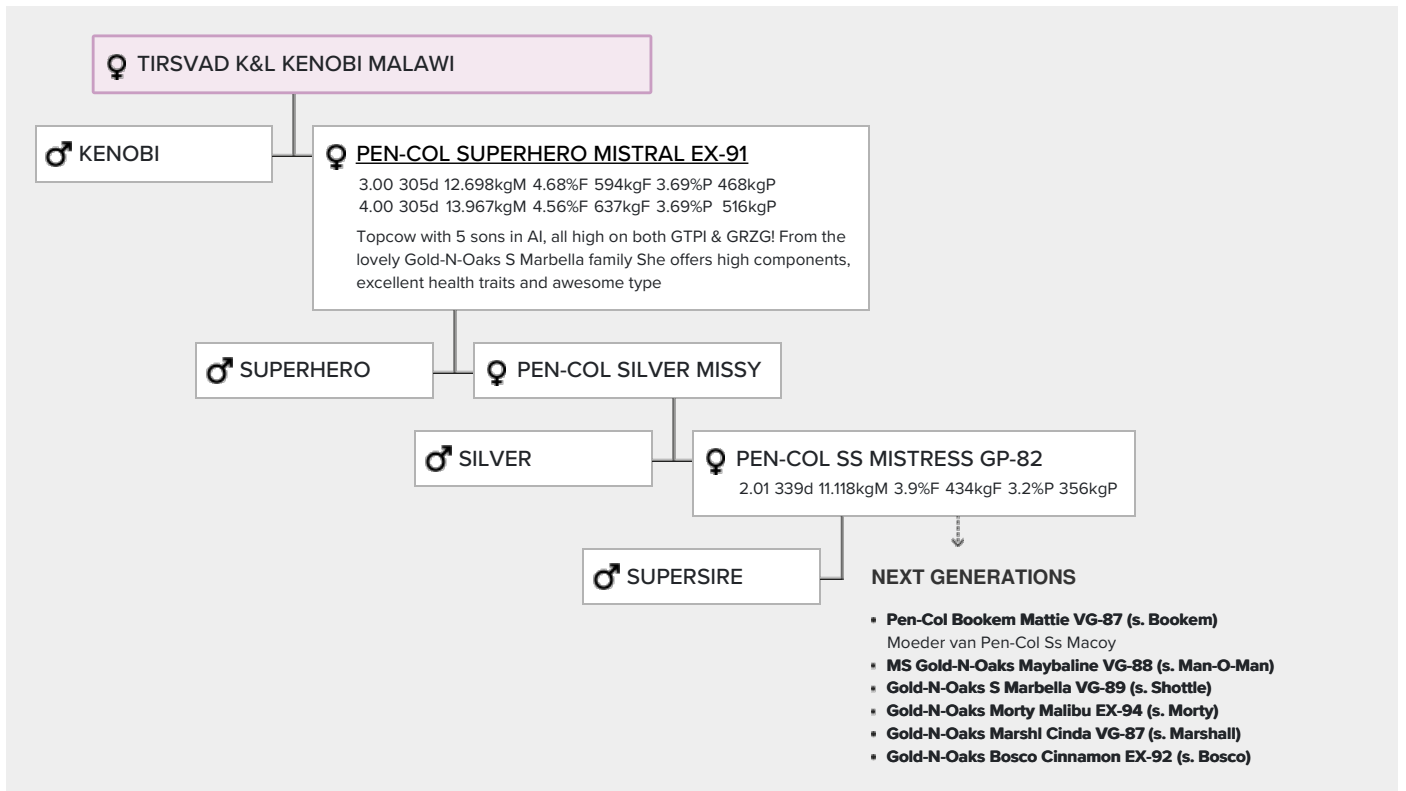 TIRSVAD K&L KENOBI MALAWI
KENOBI
PEN-COL SUPERHERO MISTRAL EX-91
3.00 305d 12.698kgM 4.68%F 594kgF 3.69%P 468kgP
4.00 305d 13.967kgM 4.56%F 637kgF 3.69%P 516kgP
Topcow with 5 sons in AI, all high on both GTPI & GRZG! From the
lovely Gold-N-Oaks S Marbella family She offers high components,
excellent health traits and awesome type
SUPERHERO
PEN-COL SILVER MISSY
SILVER
PEN-COL SS MISTRESS GP-82
2.01 339d 11.118kgM 3.9%F 434kgF 3.2%P 356kgP
SUPERSIRE
NEXT GENERATIONS
Pen-Col Bookem Mattie VG-87 (s. Bookem)
Moeder van Pen-Col Ss Macoy
MS Gold-N-Oaks Maybaline VG-88 (s. Man-O-Man)
Gold-N-Oaks S Marbella VG-89 (s. Shottle)
Gold-N-Oaks Morty Malibu EX-94 (s. Morty)
Gold-N-Oaks Marshl Cinda VG-87 (s. Marshall)
Gold-N-Oaks Bosco Cinnamon EX-92 (s. Bosco)